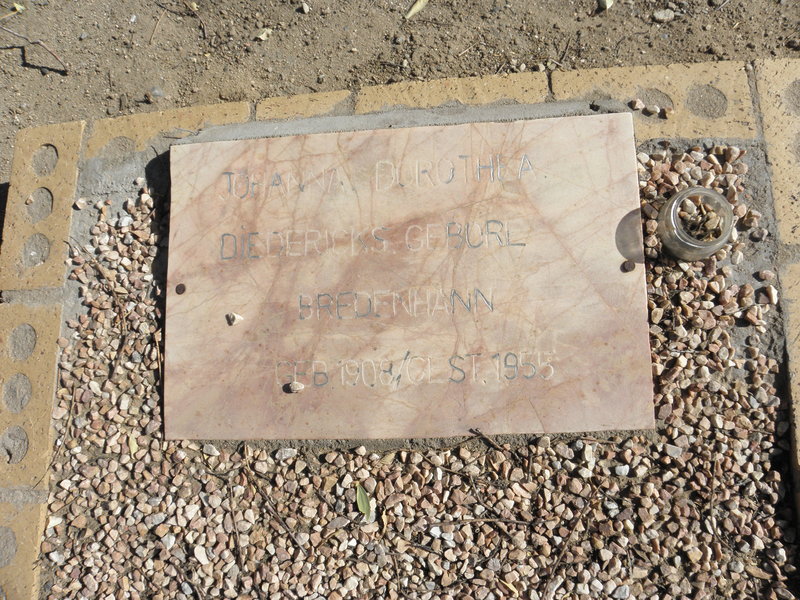 JOHANNA DOROTHEA
DIEDERICKS GEBORE
BREDENHANN
GEB.1908/GEST.1955